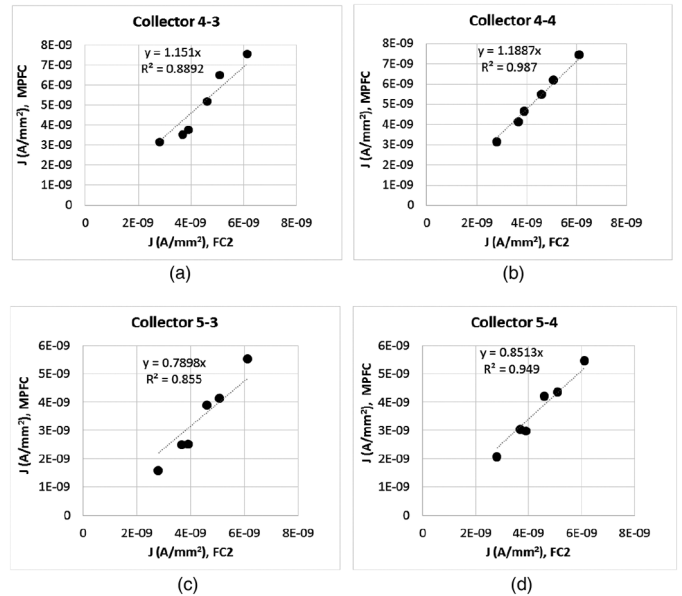 Collector 4-3
J (A/mm²), MPFC
8E-09
7E-09
6E-09
5E-09
4E-09
3E-09
2E-09
1E-09
0
y = 1.151x
R² = 0.8892
0 2E-09 4E-09 6E-09 8E-09
J (A/mm²), FC2
(a)
Collector 4-4
J (A/mm²), MPFC
8E-09
7E-09
6E-09
5E-09
4E-09
3E-09
2E-09
1E-09
0
y = 1.1887x
R² = 0.987
0 2E-09 4E-09 6E-09 8E-09
J (A/mm²), FC2
(b)
Collector 5-3
J (A/mm²), MPFC
6E-09
5E-09
4E-09
3E-09
2E-09
1E-09
0
y = 0.7898x
R² = 0.855
0 2E-09 4E-09 6E-09 8E-09
J (A/mm²), FC2
(c)
Collector 5-4
J (A/mm²), MPFC
6E-09
5E-09
4E-09
3E-09
2E-09
1E-09
0
y = 0.8513x
R² = 0.949
0 2E-09 4E-09 6E-09 8E-09
J (A/mm²), FC2
(d)